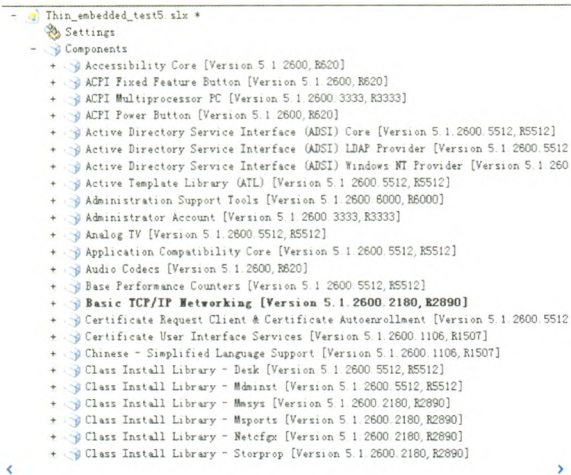 Thin_embedded_test5.slx *
Settings
Components
Accessibility Core [Version 5.1.2600, R620]
ACPI Fixed Feature Button [Version 5.1.2600, R620]
ACPI Multiprocessor PC [Version 5.1.2600.3333, R3333]
ACPI Power Button [Version 5.1.2600, R620]
Active Directory Service Interface (ADSI) Core [Version 5.1.2600.5512, R5512]
Active Directory Service Interface (ADSI) LDAP Provider [Version 5.1.2600.5512
Active Directory Service Interface (ADSI) Windows NT Provider [Version 5.1.260
Active Template Library (ATL) [Version 5.1.2600.5512, R5512]
Administration Support Tools [Version 5.1.2600.6000, R6000]
Administrator Account [Version 5.1.2600.3333, R3333]
Analog TV [Version 5.1.2600.5512, R5512]
Application Compatibility Core [Version 5.1.2600.5512, R5512]
Audio Codecs [Version 5.1.2600, R620]
Base Performance Counters [Version 5.1.2600.5512, R5512]
Basic TCP/IP Networking [Version 5.1.2600.2180, R2890]
Certificate Request Client & Certificate Autoenrollment [Version 5.1.2600.5512
Certificate User Interface Services [Version 5.1.2600.1106, R1507]
Chinese - Simplified Language Support [Version 5.1.2600.1106, R1507]
Class Install Library - Desk [Version 5.1.2600.5512, R5512]
Class Install Library - Mdminst [Version 5.1.2600.5512, R5512]
Class Install Library - Mmsys [Version 5.1.2600.2180, R2890]
Class Install Library - Msports [Version 5.1.2600.2180, R2890]
Class Install Library - Netcfgx [Version 5.1.2600.2180, R2890]
Class Install Library - Storprop [Version 5.1.2600.2180, R2890]